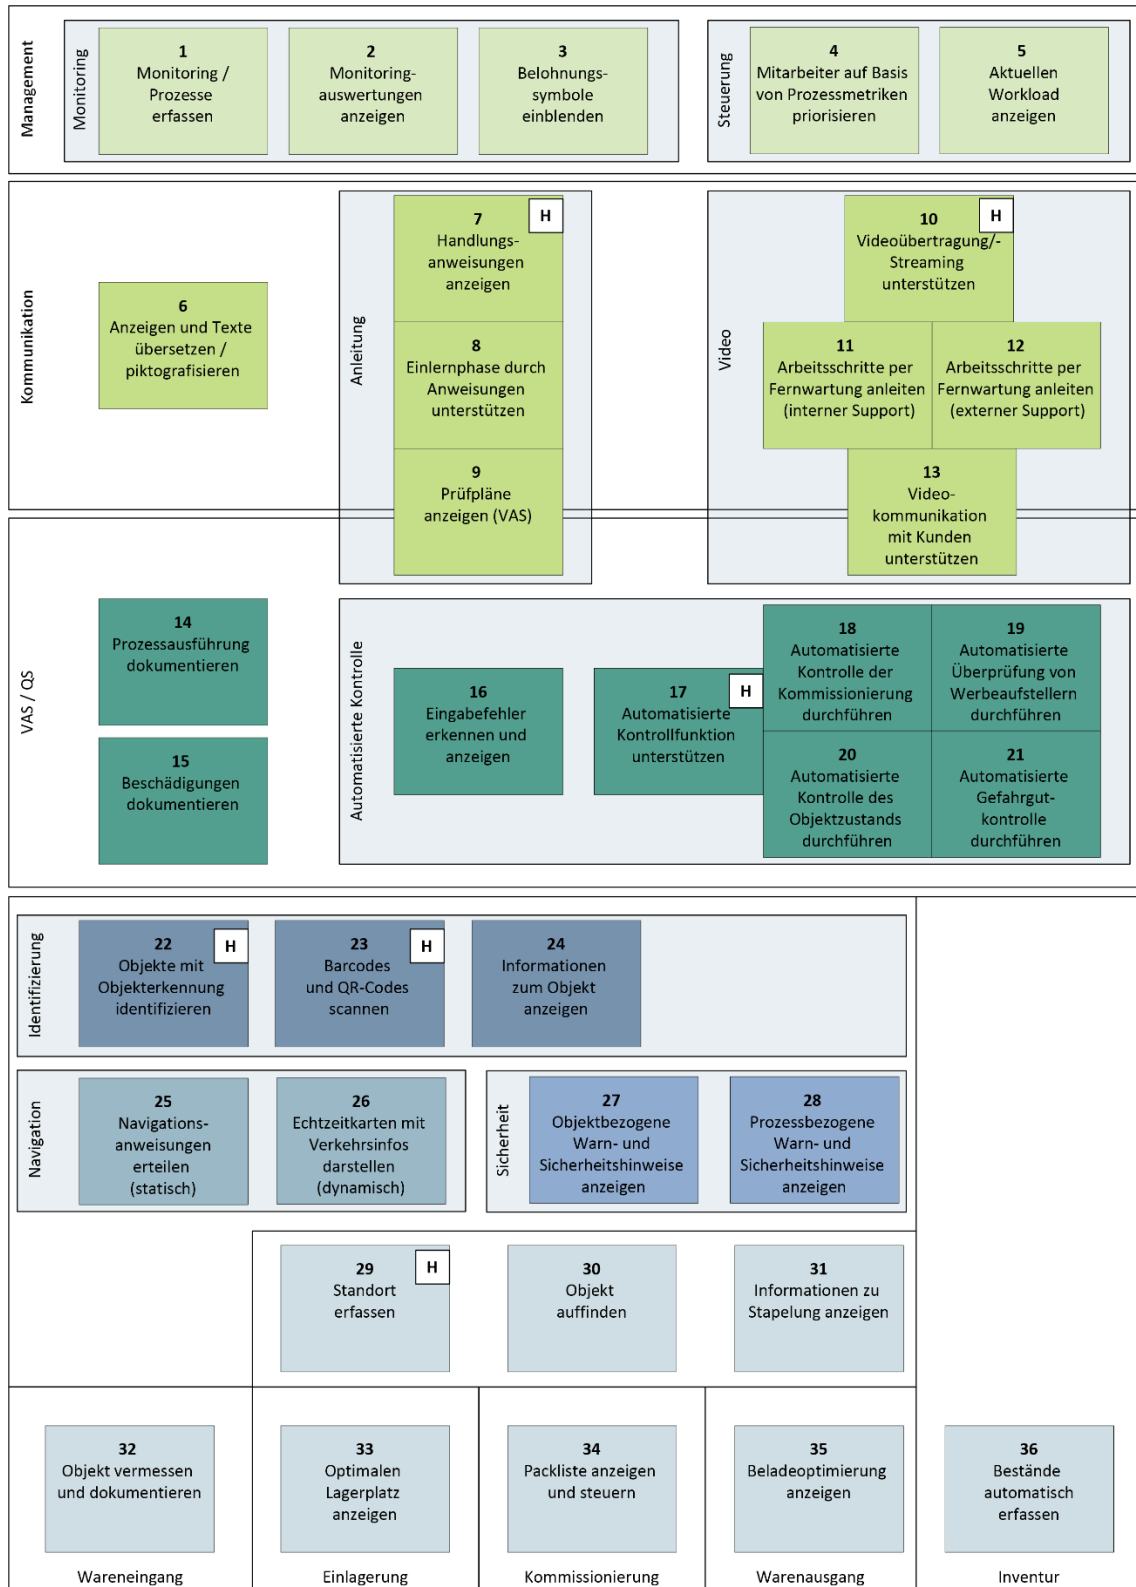 Management
Monitoring
1
Monitoring /
Prozesse
erfassen
2
Monitoring-
auswertungen
anzeigen
3
Belohnungs-
symbole
einblenden
Steuerung
4
Mitarbeiter auf Basis
von Prozessmetriken
priorisieren
5
Aktuellen
Workload
anzeigen
Kommunikation
6
Anzeigen und Texte
übersetzen /
piktografisieren
Anleitung
7
H
Handlungs-
anweisungen
anzeigen
8
Einlernphase durch
Anweisungen
unterstützen
9
Prüfpläne
anzeigen (VAS)
Video
10
H
Videoübertragung/-
Streaming
unterstützen
11
Arbeitsschritte per
Fernwartung anleiten
(interner Support)
12
Arbeitsschritte per
Fernwartung anleiten
(externer Support)
13
Video-
kommunikation
mit Kunden
unterstützen
VAS / QS
14
Prozessausführung
dokumentieren
15
Beschädigungen
dokumentieren
Automatisierte Kontrolle
16
Eingabefehler
erkennen und
anzeigen
17
H
Automatisierte
Kontrollfunktion
unterstützen
18
Automatisierte
Kontrolle der
Kommissionierung
durchführen
19
Automatisierte
Überprüfung von
Werbeaufstellern
durchführen
20
Automatisierte
Kontrolle des
Objektzustands
durchführen
21
Automatisierte
Gefahrgut-
kontrolle
durchführen
Identifizierung
22
H
Objekte mit
Objekterkennung
identifizieren
23
H
Barcodes
und QR-Codes
scannen
24
Informationen
zum Objekt
anzeigen
Navigation
25
Navigations-
anweisungen
erteilen
(statisch)
26
Echtzeitkarten mit
Verkehrsinfos
darstellen
(dynamisch)
Sicherheit
27
Objektbezogene
Warn- und
Sicherheitshinweise
anzeigen
28
Prozessbezogene
Warn- und
Sicherheitshinweise
anzeigen
29
H
Standort
erfassen
30
Objekt
auffinden
31
Informationen zu
Stapelung anzeigen
32
Objekt vermessen
und dokumentieren
33
Optimalen
Lagerplatz
anzeigen
34
Packliste anzeigen
und steuern
35
Beladeoptimierung
anzeigen
36
Bestände
automatisch
erfassen
Wareneingang
Einlagerung
Kommissionierung
Warenausgang
Inventur